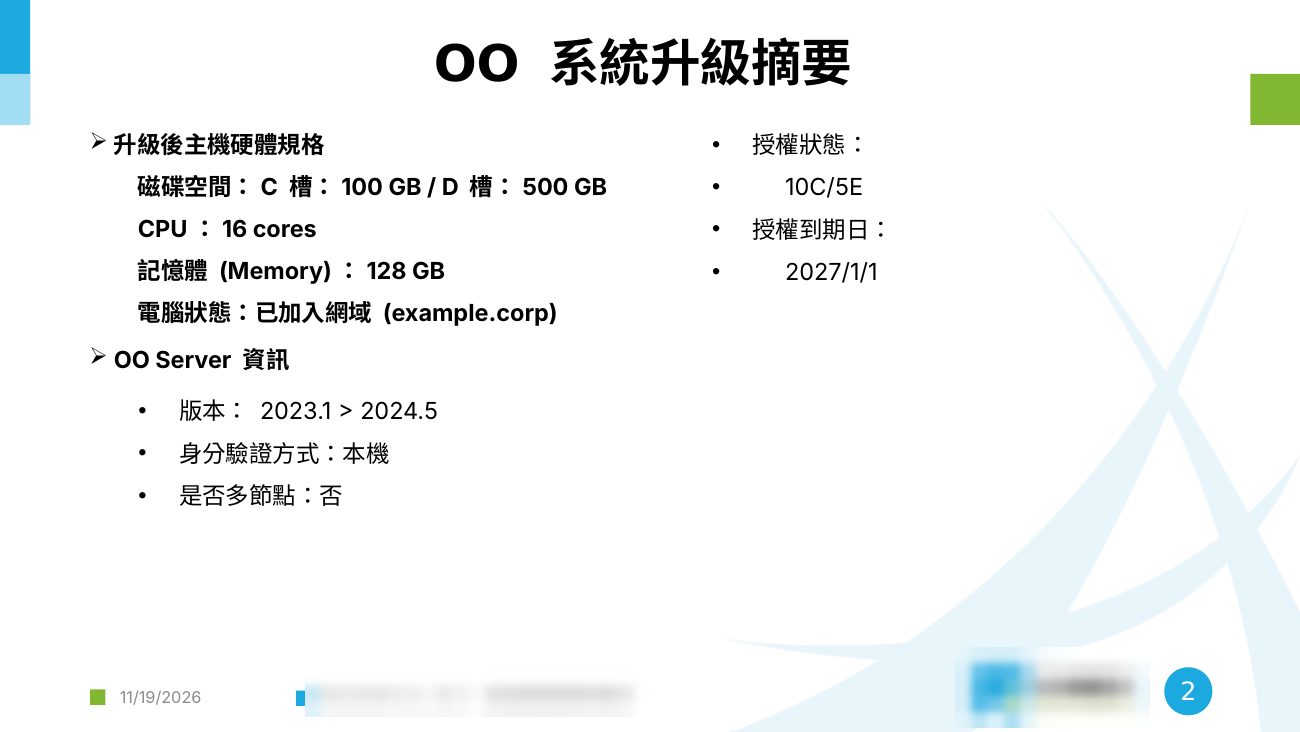 OO 系統升級摘要
升級後主機硬體規格
磁碟空間： C 槽： 100 GB / D 槽： 500 GB
CPU ： 16 cores
記憶體 (Memory) ： 128 GB
電腦狀態：已加入網域 (example.corp)
OO Server 資訊
• 版本： 2023.1 > 2024.5
• 身分驗證方式：本機
• 是否多節點：否
• 授權狀態：
• 10C/5E
• 授權到期日：
• 2027/1/1
11/19/2026
2